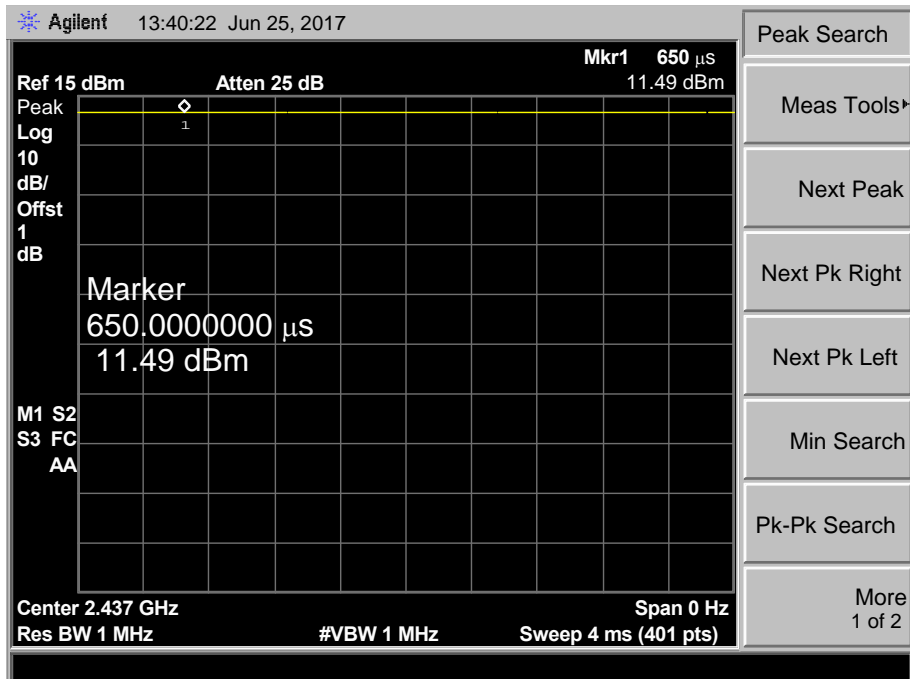 Agilent 13:40:22 Jun 25, 2017
Peak Search
Mkr1 650 μs
Ref 15 dBm Atten 25 dB 11.49 dBm
Peak
Log
10
dB/
Offst
1
dB
1
Marker
650.0000000 μs
11.49 dBm
M1 S2
S3 FC
AA
Center 2.437 GHz Span 0 Hz
Res BW 1 MHz #VBW 1 MHz Sweep 4 ms (401 pts)
Meas Tools
Next Peak
Next Pk Right
Next Pk Left
Min Search
Pk-Pk Search
More
1 of 2